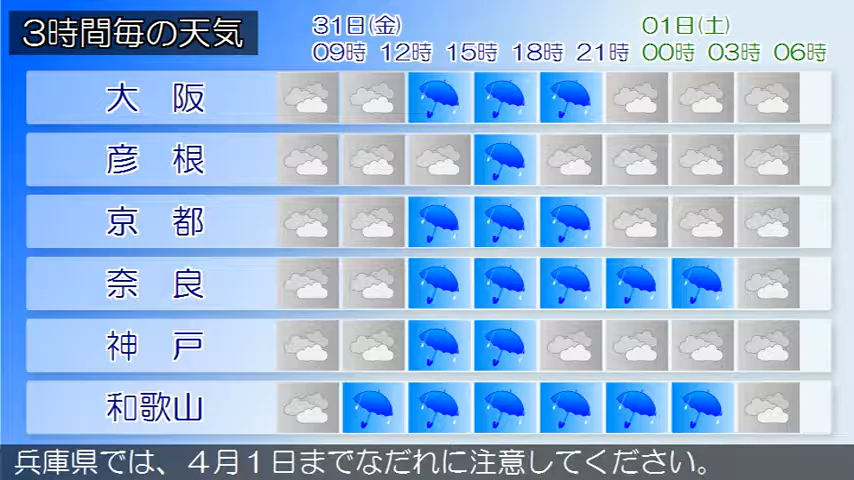 3時間毎の天気
31日(金) 01日(土)
09時 12時 15時 18時 21時 00時 03時 06時
大 阪
彦 根
京 都
奈 良
神 戸
和歌山
兵庫県では、4月1日までなだれに注意してください。